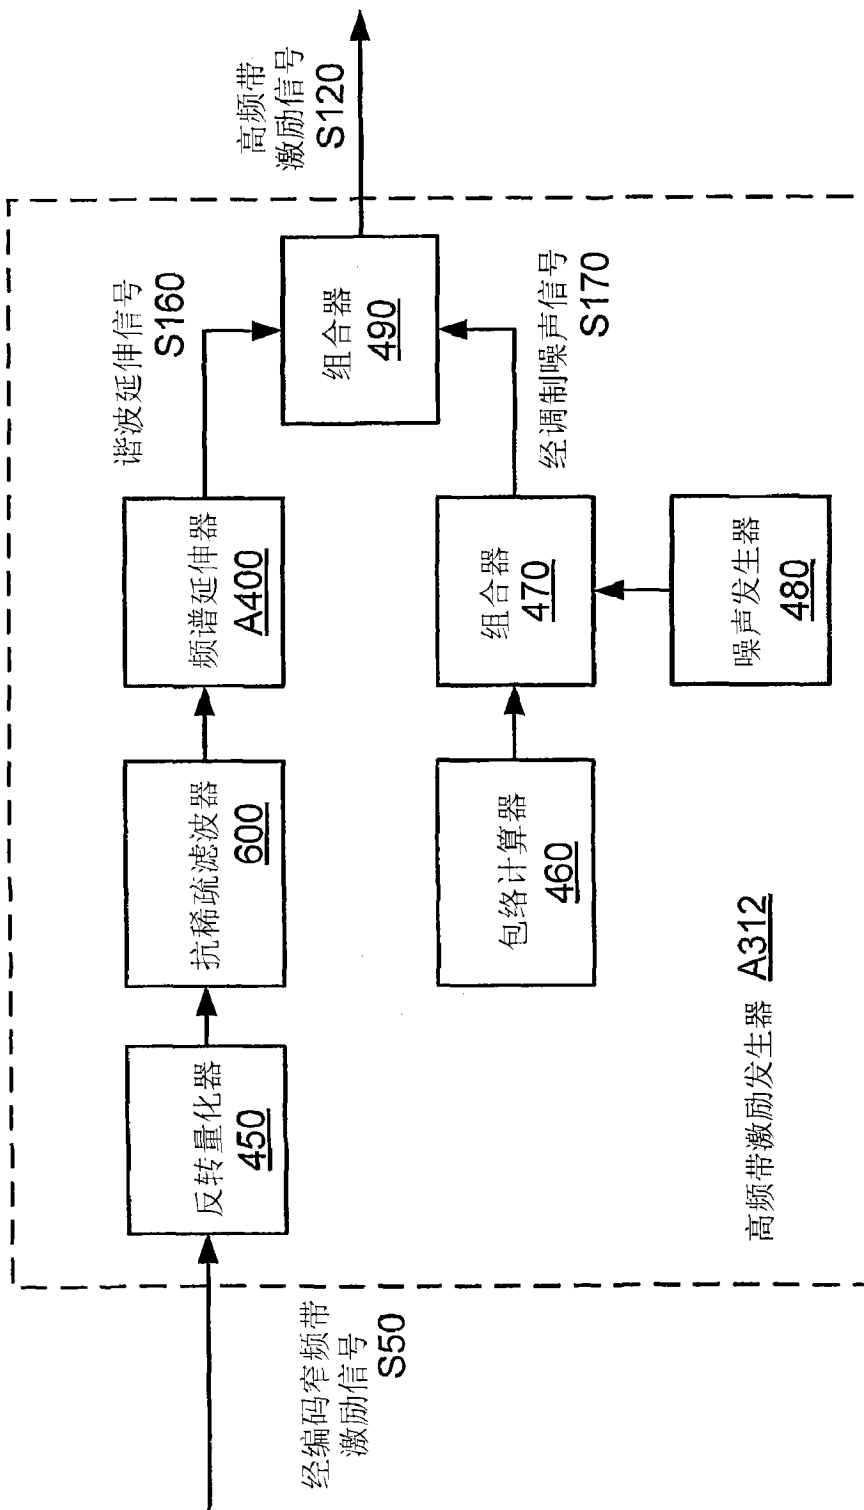 经编码窄频带
激励信号
S50
反转量化器
450
抗稀疏滤波器
600
频谱延伸器
A400
谐波延伸信号
S160
组合器
490
高频带
激励信号
S120
包络计算器
460
组合器
470
经调制噪声信号
S170
噪声发生器
480
高频带激励发生器 A312